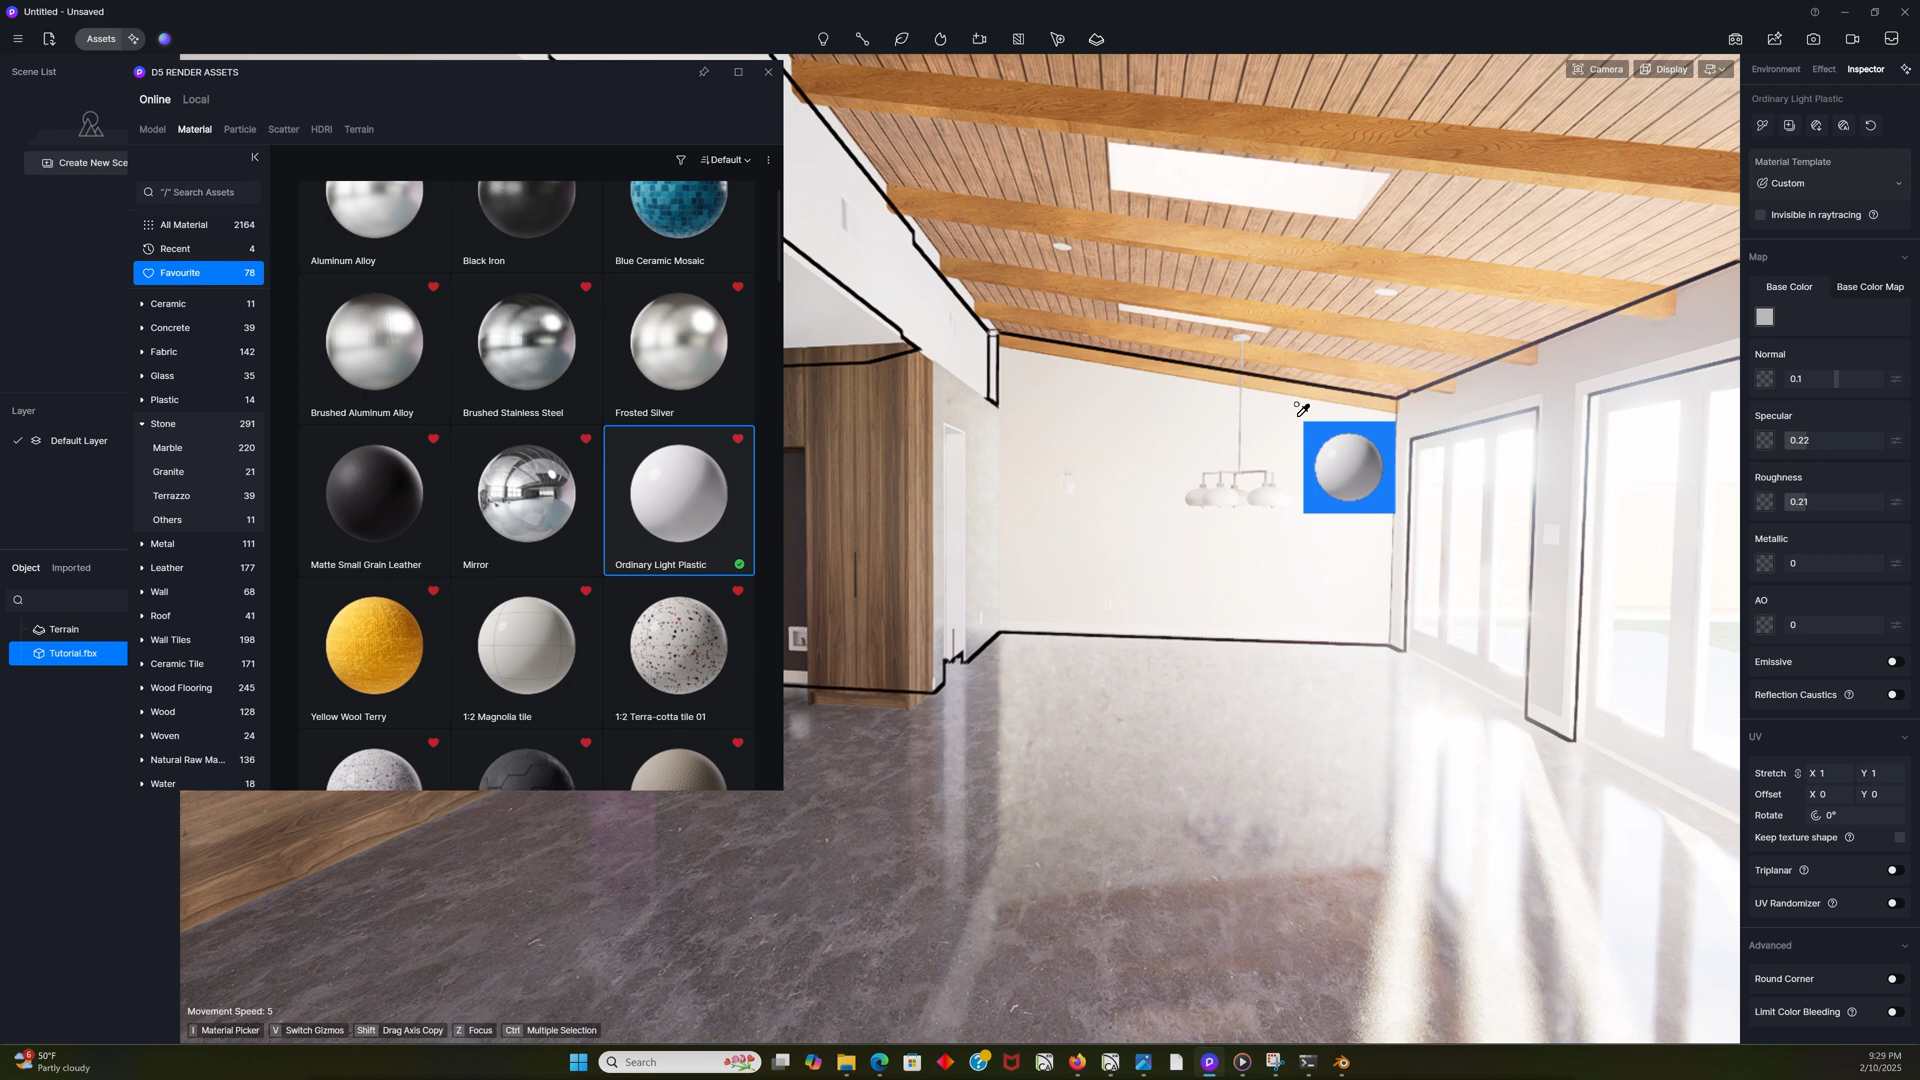 Untitled - Unsaved
Assets
Scene List
Create New Sce
Layer
Default Layer
Object Imported
Terrain
Tutorial.fbx
D5 RENDER ASSETS
Online Local
Model Material Particle Scatter HDRI Terrain
Default
"/" Search Assets
All Material 2164
Recent 4
Favourite 78
Ceramic 11
Concrete 39
Fabric 142
Glass 35
Plastic 14
Stone 291
Marble 220
Granite 21
Terrazzo 39
Others 11
Metal 111
Leather 177
Wall 68
Roof 41
Wall Tiles 198
Ceramic Tile 171
Wood Flooring 245
Wood 128
Woven 24
Natural Raw Ma... 136
Water 18
Aluminum Alloy Black Iron Blue Ceramic Mosaic
Brushed Aluminum Alloy Brushed Stainless Steel Frosted Silver
Matte Small Grain Leather Mirror Ordinary Light Plastic
Yellow Wool Terry 1:2 Magnolia tile 1:2 Terra-cotta tile 01
Camera Display
Movement Speed: 5
I Material Picker V Switch Gizmos Shift Drag Axis Copy Z Focus Ctrl Multiple Selection
Environment Effect Inspector
Ordinary Light Plastic
Material Template
Custom
Invisible in raytracing
Map
Base Color Base Color Map
Normal
0.1
Specular
0.22
Roughness
0.21
Metallic
0
AO
0
Emissive
Reflection Caustics
UV
Stretch X 1 Y 1
Offset X 0 Y 0
Rotate 0°
Keep texture shape
Triplanar
UV Randomizer
Advanced
Round Corner
Limit Color Bleeding
6
50°F
Partly cloudy
Search
9:29 PM
2/10/2025